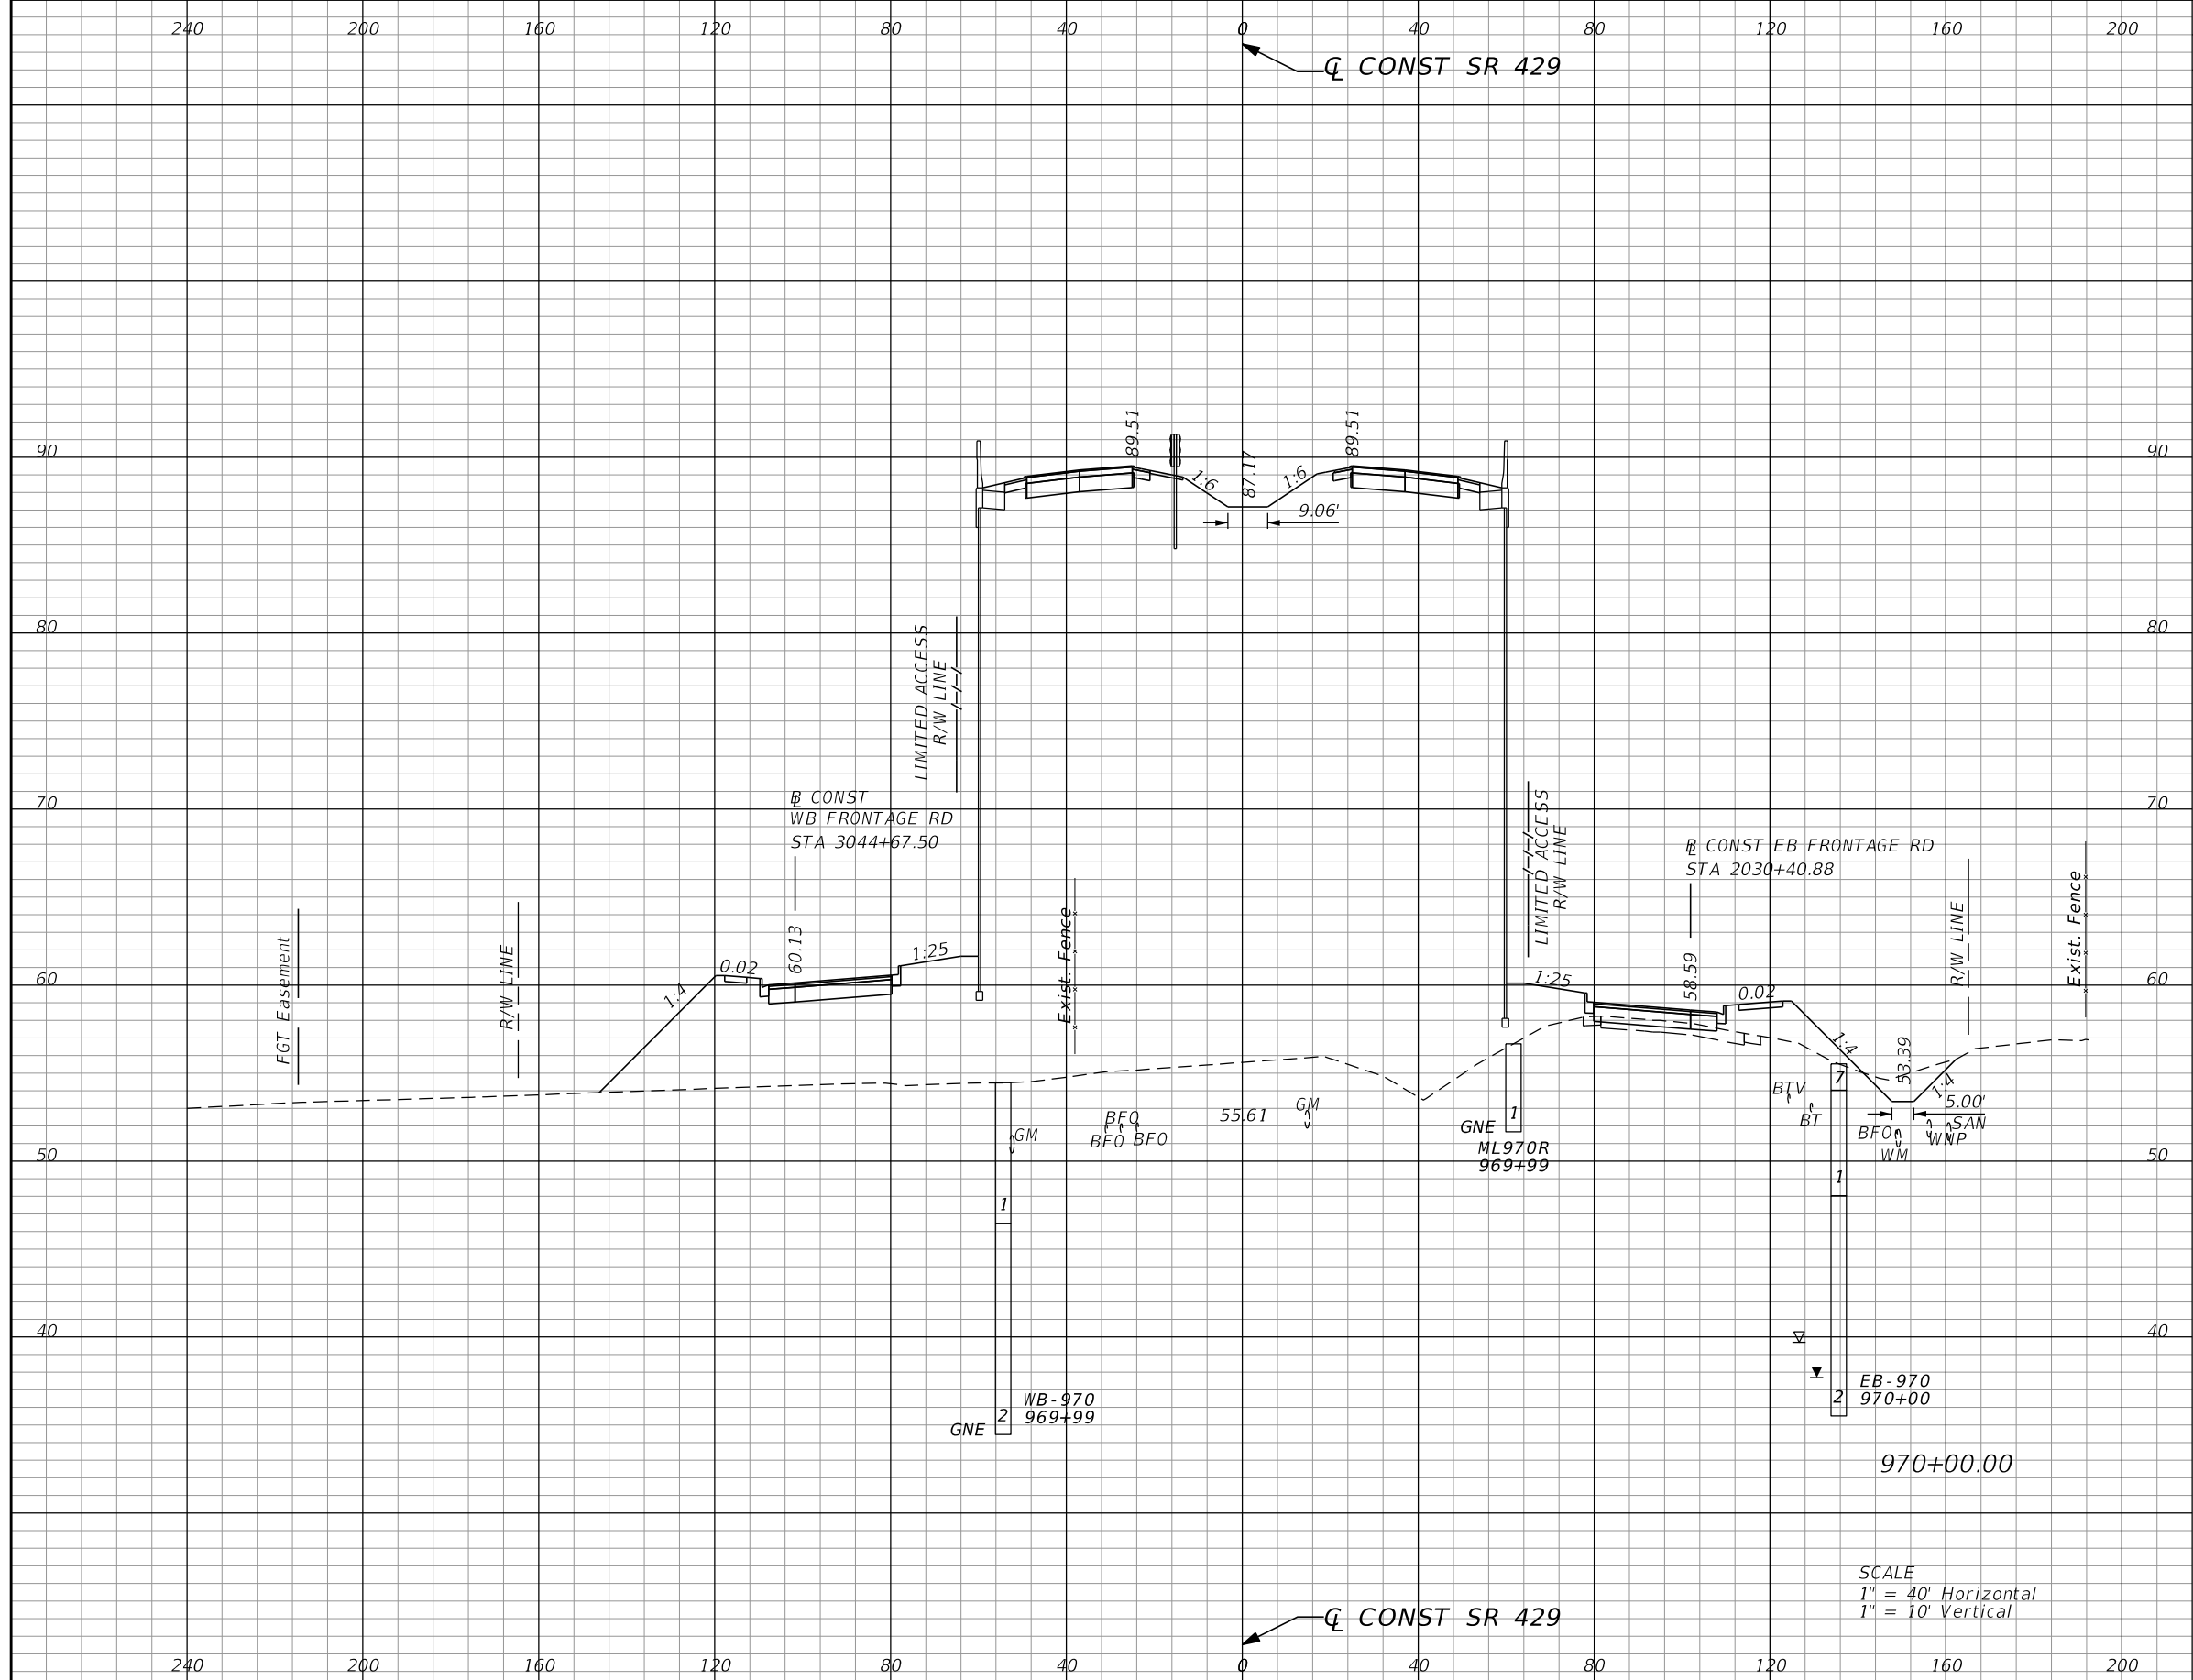 240 200 160 120 80 40 0 40 80 120 160 200
CL CONST SR 429
89.51
89.51
87.17
90
90
1:6
1:6
9.06'
80
80
LIMITED ACCESS
R/W LINE
70
70
BL CONST
WB FRONTAGE RD
STA 3044+67.50
LIMITED ACCESS
R/W LINE
BL CONST EB FRONTAGE RD
STA 2030+40.88
FGT Easement
R/W LINE
1:4
0.02
60.13
1:25
Exist. Fence
1:25
58.59
0.02
R/W LINE
Exist. Fence
60
60
1:4
53.39
1:4
5.00'
7
BTV
BT
BFO
WM
WNP
SAN
GM
BFO
BFO
BFO
55.61
GM
GNE
1
ML970R
969+99
50
50
1
1
40
40
2
GNE
WB-970
969+99
2
EB-970
970+00
970+00.00
SCALE
1" = 40' Horizontal
1" = 10' Vertical
CL CONST SR 429
240 200 160 120 80 40 0 40 80 120 160 200